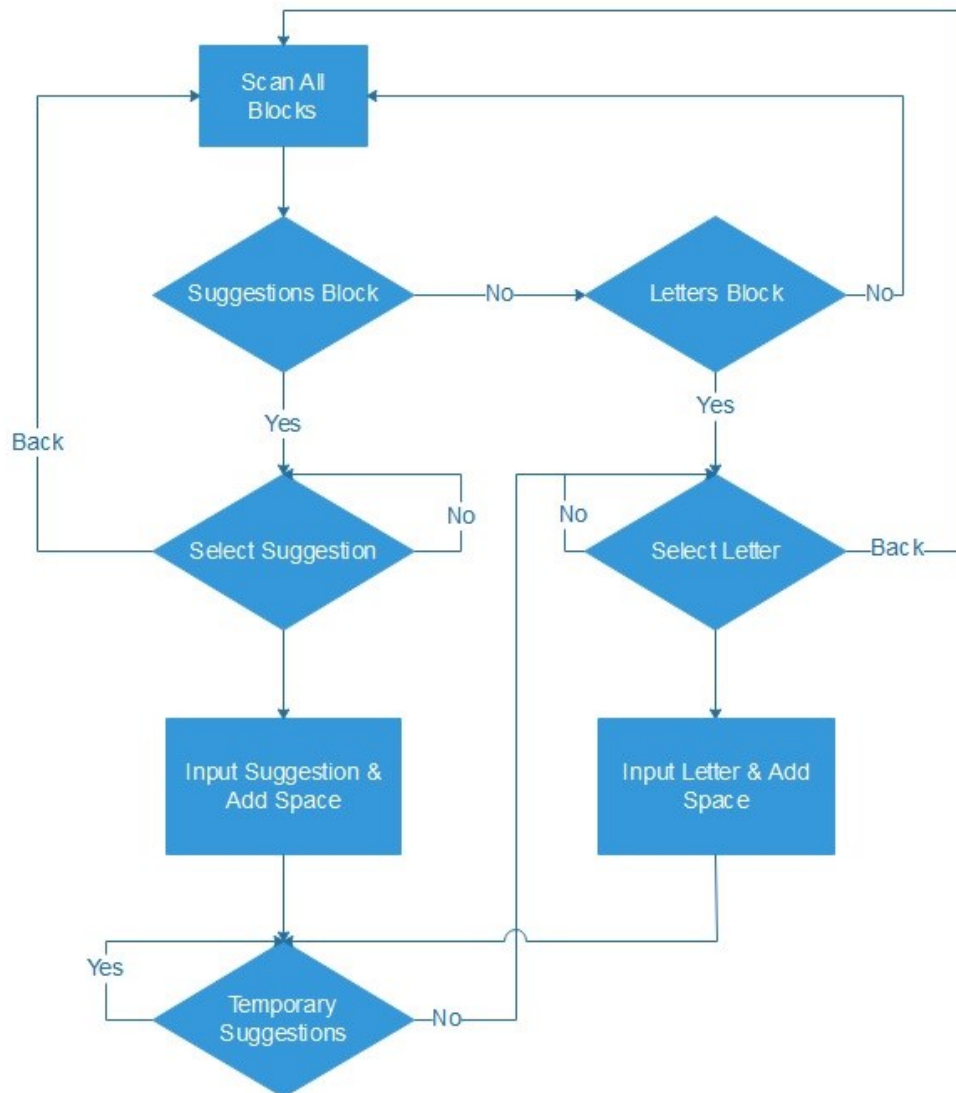 Scan All
Blocks
Suggestions Block
No
Letters Block
No
Yes
Yes
Back
Select Suggestion
No
No
Select Letter
Back
Input Suggestion &
Add Space
Input Letter & Add
Space
Yes
Temporary
Suggestions
No